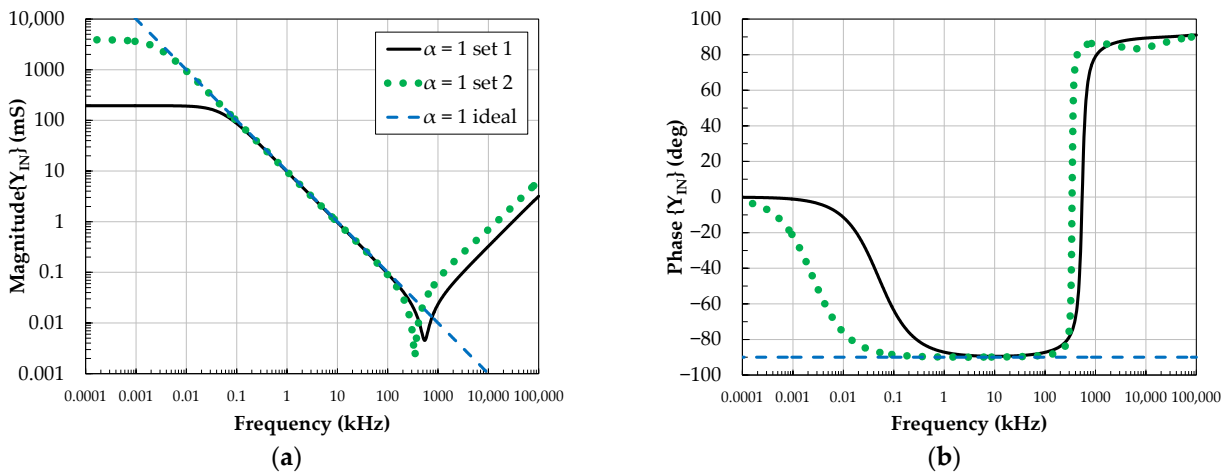 10,000
1000
100
10
1
0.1
0.01
0.001
Magnitude{Y_IN} (mS)
α = 1 set 1
α = 1 set 2
α = 1 ideal
0.0001 0.001 0.01 0.1 1 10 100 1000 10,000 100,000
Frequency (kHz)
(a)
100
80
60
40
20
0
−20
−40
−60
−80
−100
Phase {Y_IN} (deg)
0.0001 0.001 0.01 0.1 1 10 100 1000 10,000 100,000
Frequency (kHz)
(b)